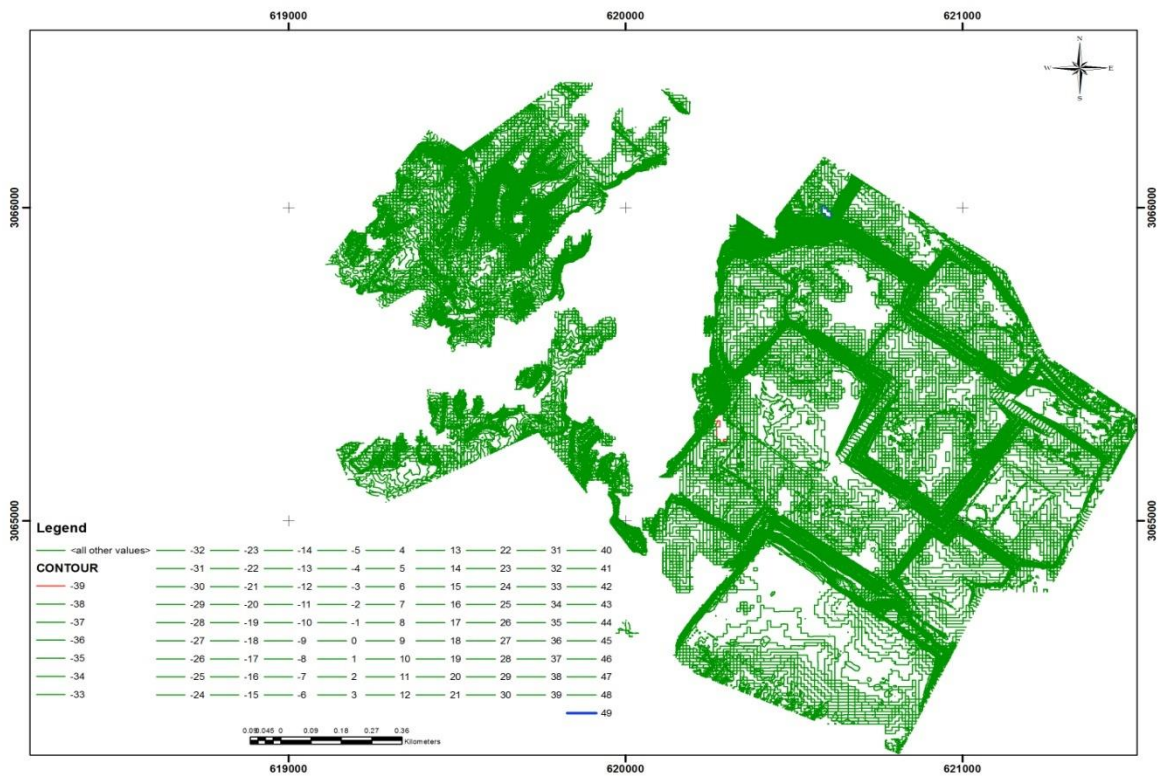 619000 620000 621000
N
W E
S
3066000 3066000
3065000 3065000
Legend
<all other values> -32 -23 -14 -5 4 13 22 31 40
CONTOUR -31 -22 -13 -4 5 14 23 32 41
-39 -30 -21 -12 -3 6 15 24 33 42
-38 -29 -20 -11 -2 7 16 25 34 43
-37 -28 -19 -10 -1 8 17 26 35 44
-36 -27 -18 -9 0 9 18 27 36 45
-35 -26 -17 -8 1 10 19 28 37 46
-34 -25 -16 -7 2 11 20 29 38 47
-33 -24 -15 -6 3 12 21 30 39 48
49
0.09 0.045 0 0.09 0.18 0.27 0.36
Kilometers
619000 620000 621000